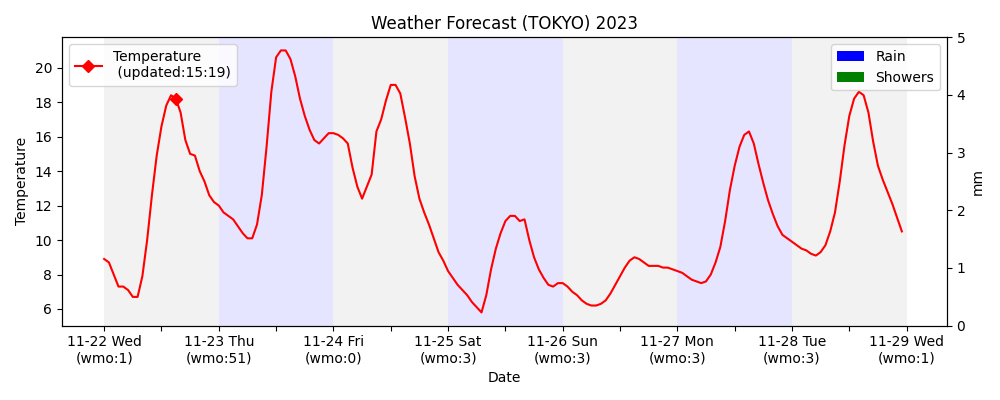 Weather Forecast (TOKYO) 2023
Temperature
(updated:15:19)
Rain
Showers
Temperature
20
18
16
14
12
10
8
6
5
4
3
2
1
0
mm
11-22 Wed 11-23 Thu 11-24 Fri 11-25 Sat 11-26 Sun 11-27 Mon 11-28 Tue 11-29 Wed
(wmo:1) (wmo:51) (wmo:0) (wmo:3) (wmo:3) (wmo:3) (wmo:3) (wmo:1)
Date